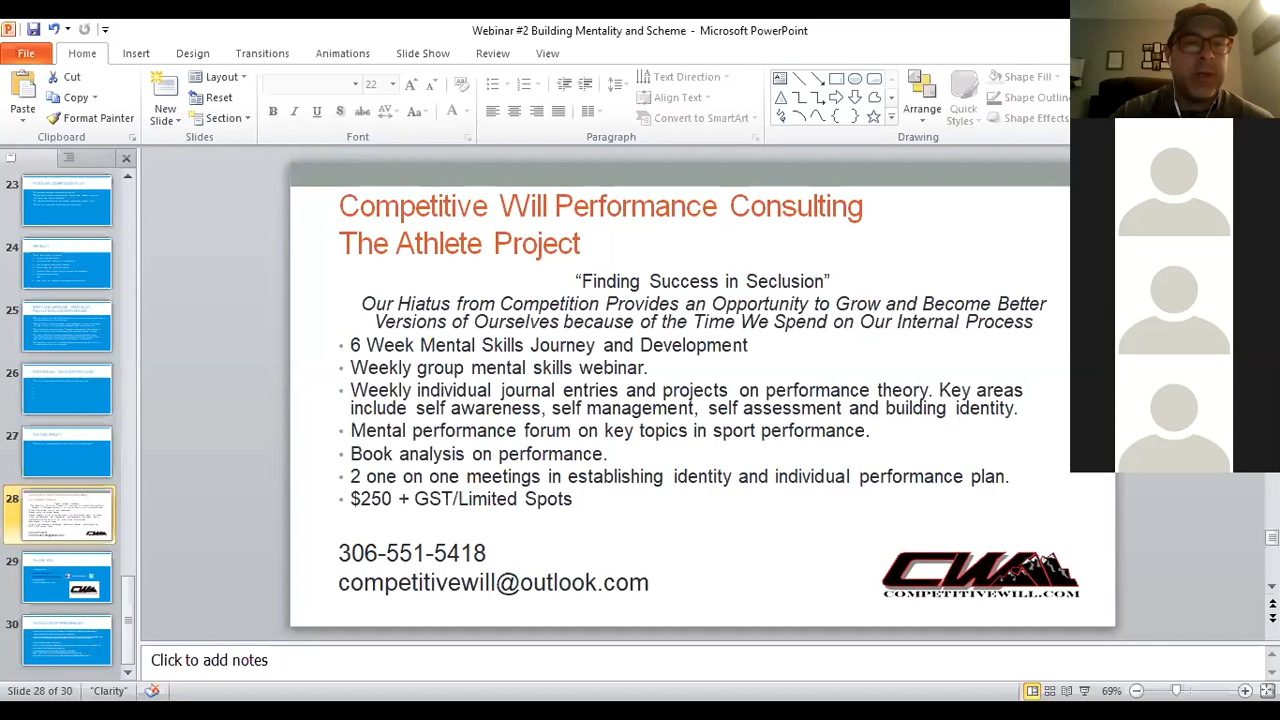 Webinar #2 Building Mentality and Scheme - Microsoft PowerPoint
File Home Insert Design Transitions Animations Slide Show Review View
Paste
Cut
Copy
Format Painter
Clipboard
New Slide
Layout
Reset
Section
Slides
22
B I U S abc AV Aa A
Font
Text Direction
Align Text
Convert to SmartArt
Paragraph
Arrange
Quick Styles
Shape Fill
Shape Outlin
Shape Effects
Drawing
23
24
25
26
27
28
29
30
Competitive Will Performance Consulting
The Athlete Project
“Finding Success in Seclusion”
Our Hiatus from Competition Provides an Opportunity to Grow and Become Better
Versions of Ourselves because of the Time We Spend on Our Internal Process
• 6 Week Mental Skills Journey and Development
• Weekly group mental skills webinar.
• Weekly individual journal entries and projects, on performance theory. Key areas
include self awareness, self management, self assessment and building identity.
• Mental performance forum on key topics in sport performance.
• Book analysis on performance.
• 2 one on one meetings in establishing identity and individual performance plan.
• $250 + GST/Limited Spots
306-551-5418
competitivewill@outlook.com
CW
COMPETITIVEWILL.COM
Click to add notes
Slide 28 of 30 "Clarity" 69%